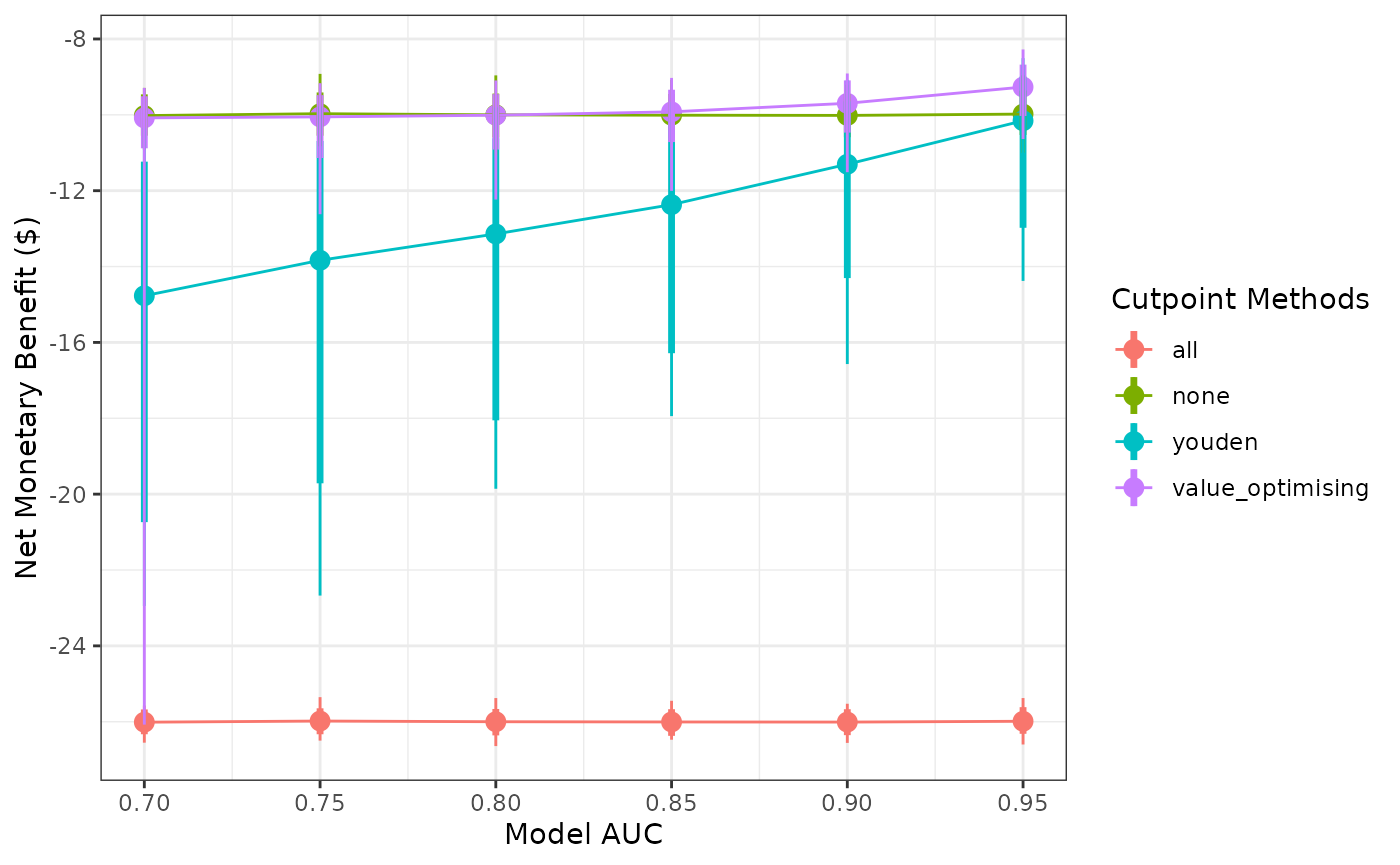 -8
-12
-16
-20
-24
Net Monetary Benefit ($)
0.70 0.75 0.80 0.85 0.90 0.95
Model AUC
Cutpoint Methods
all
none
youden
value_optimising